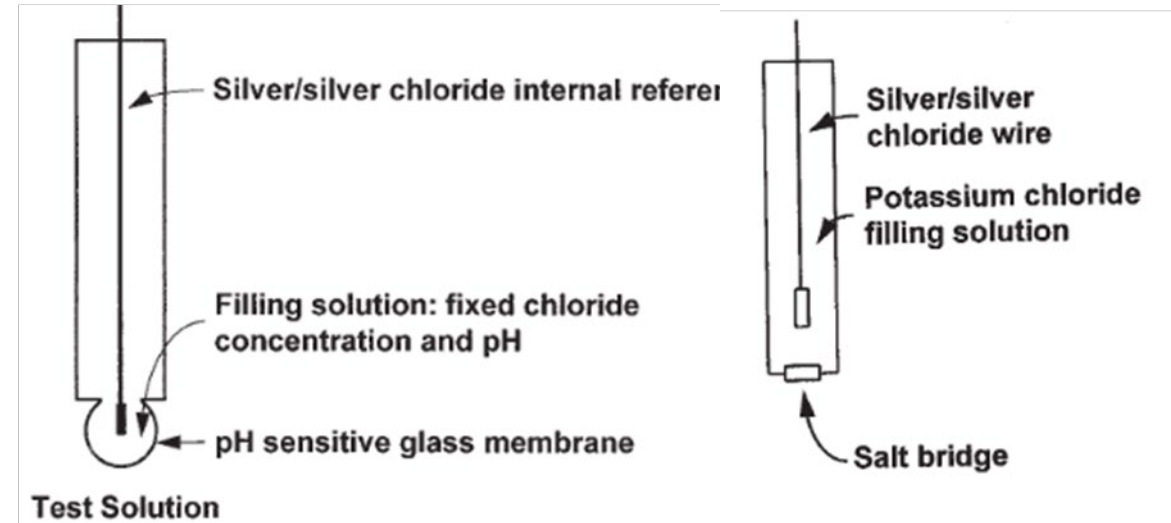 Silver/silver chloride internal referen
Filling solution: fixed chloride
concentration and pH
pH sensitive glass membrane
Test Solution
Silver/silver
chloride wire
Potassium chloride
filling solution
Salt bridge